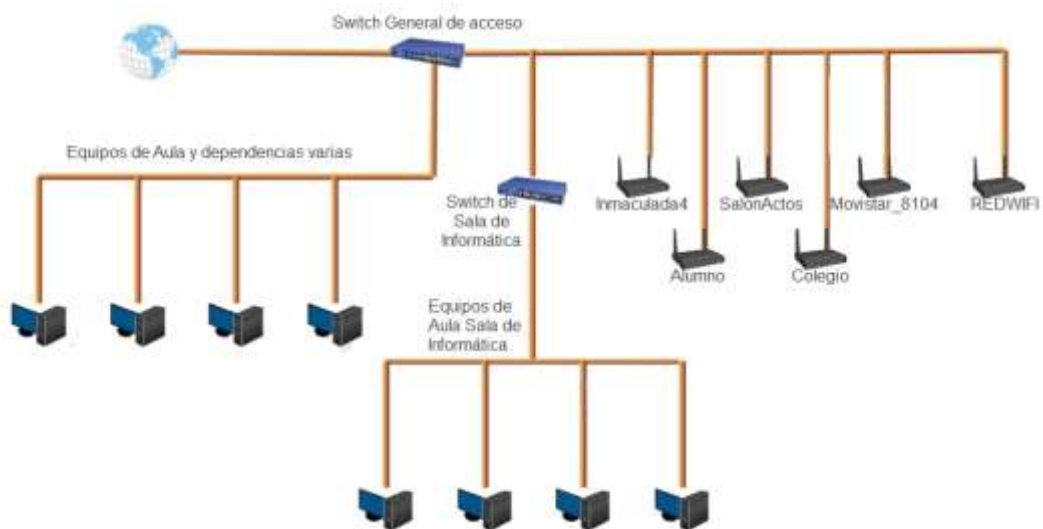 Switch General de acceso
Equipos de Aula y dependencias varias
Switch de
Sala de
Informática
Inmaculada4
SalonActos
Movistar_8104
REDWIFI
Alumno
Colegio
Equipos de
Aula Sala de
Informática